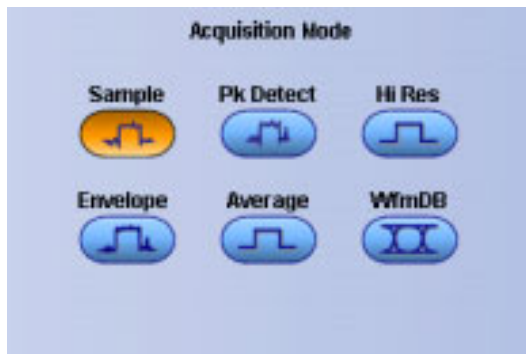 Acquisition Mode
Sample Pk Detect Hi Res
Envelope Average WfmDB